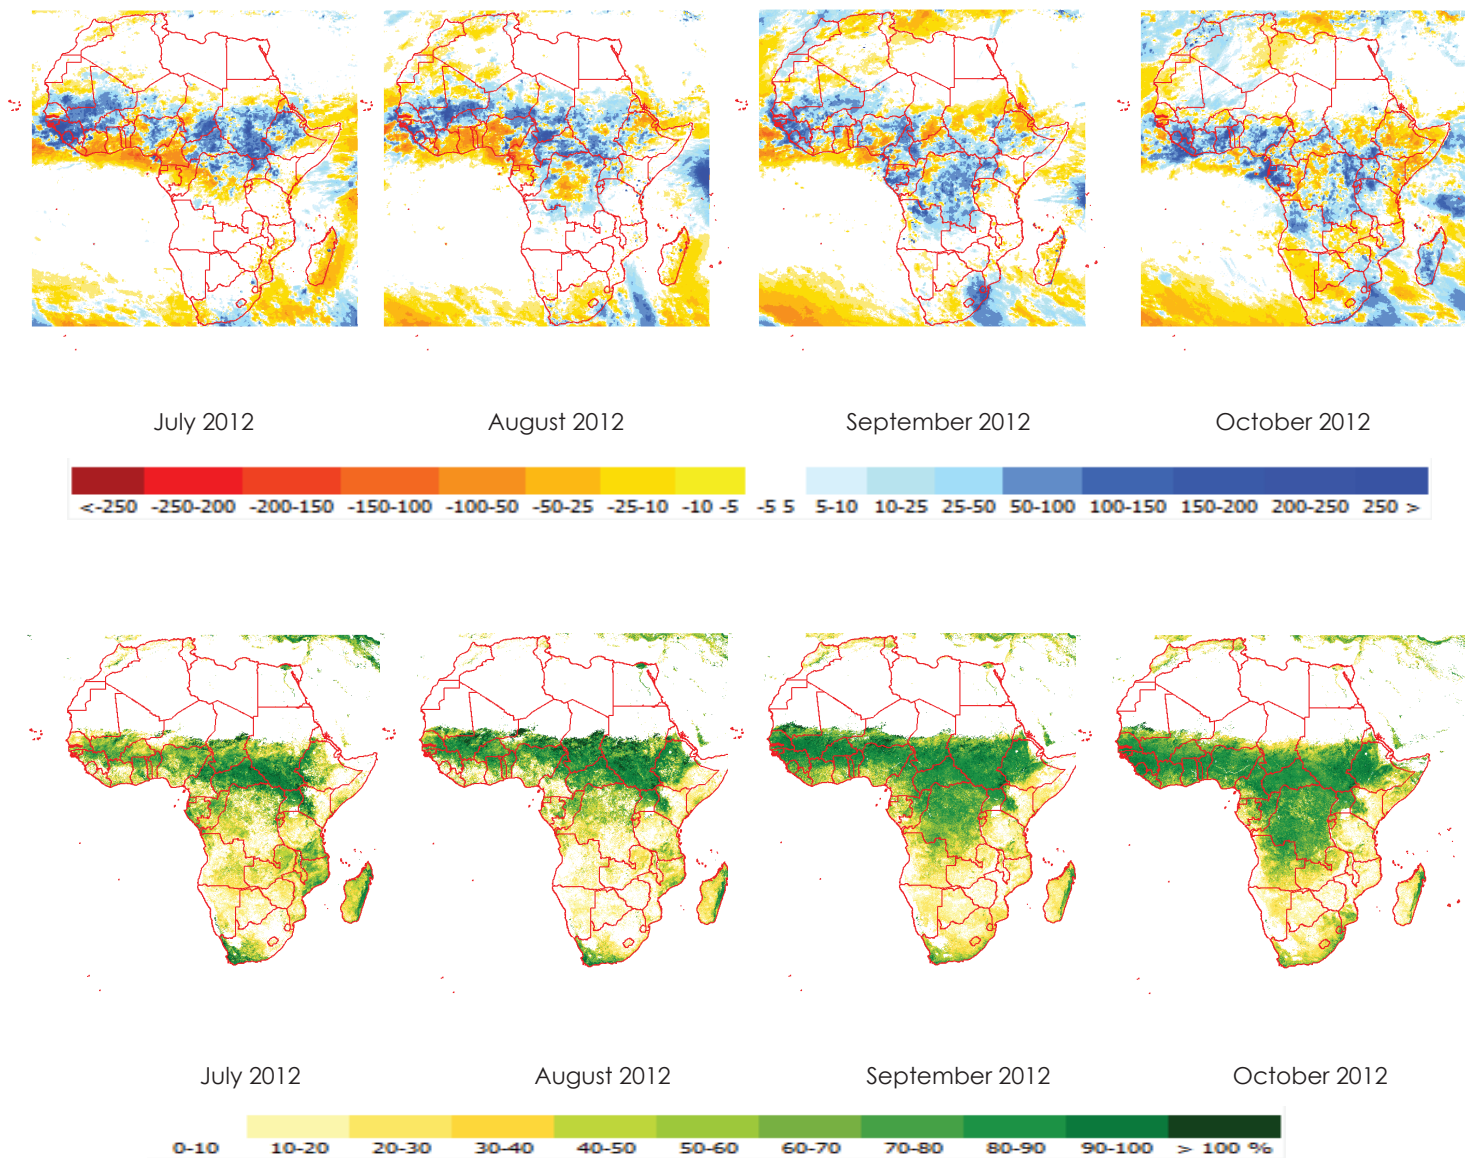 July 2012 August 2012 September 2012 October 2012
<-250 -250-200 -200-150 -150-100 -100-50 -50-25 -25-10 -10 -5 -5 5 5-10 10-25 25-50 50-100 100-150 150-200 200-250 250 >
July 2012 August 2012 September 2012 October 2012
0-10 10-20 20-30 30-40 40-50 50-60 60-70 70-80 80-90 90-100 > 100 %